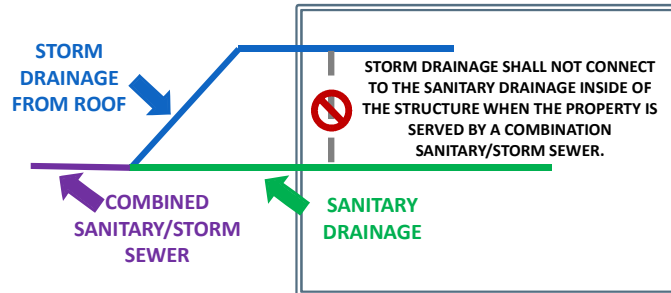 STORM
DRAINAGE
FROM ROOF
STORM DRAINAGE SHALL NOT CONNECT
TO THE SANITARY DRAINAGE INSIDE OF
THE STRUCTURE WHEN THE PROPERTY IS
SERVED BY A COMBINATION
SANITARY/STORM SEWER.
COMBINED
SANITARY/STORM
SEWER
SANITARY
DRAINAGE